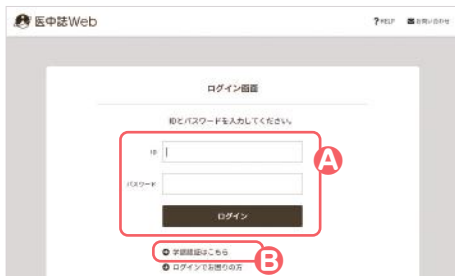 医中誌Web
?HELP お問い合わせ
ログイン画面
IDとパスワードを入力してください。
ID
A
パスワード
ログイン
学認認証はこちら
B
ログインでお困りの方